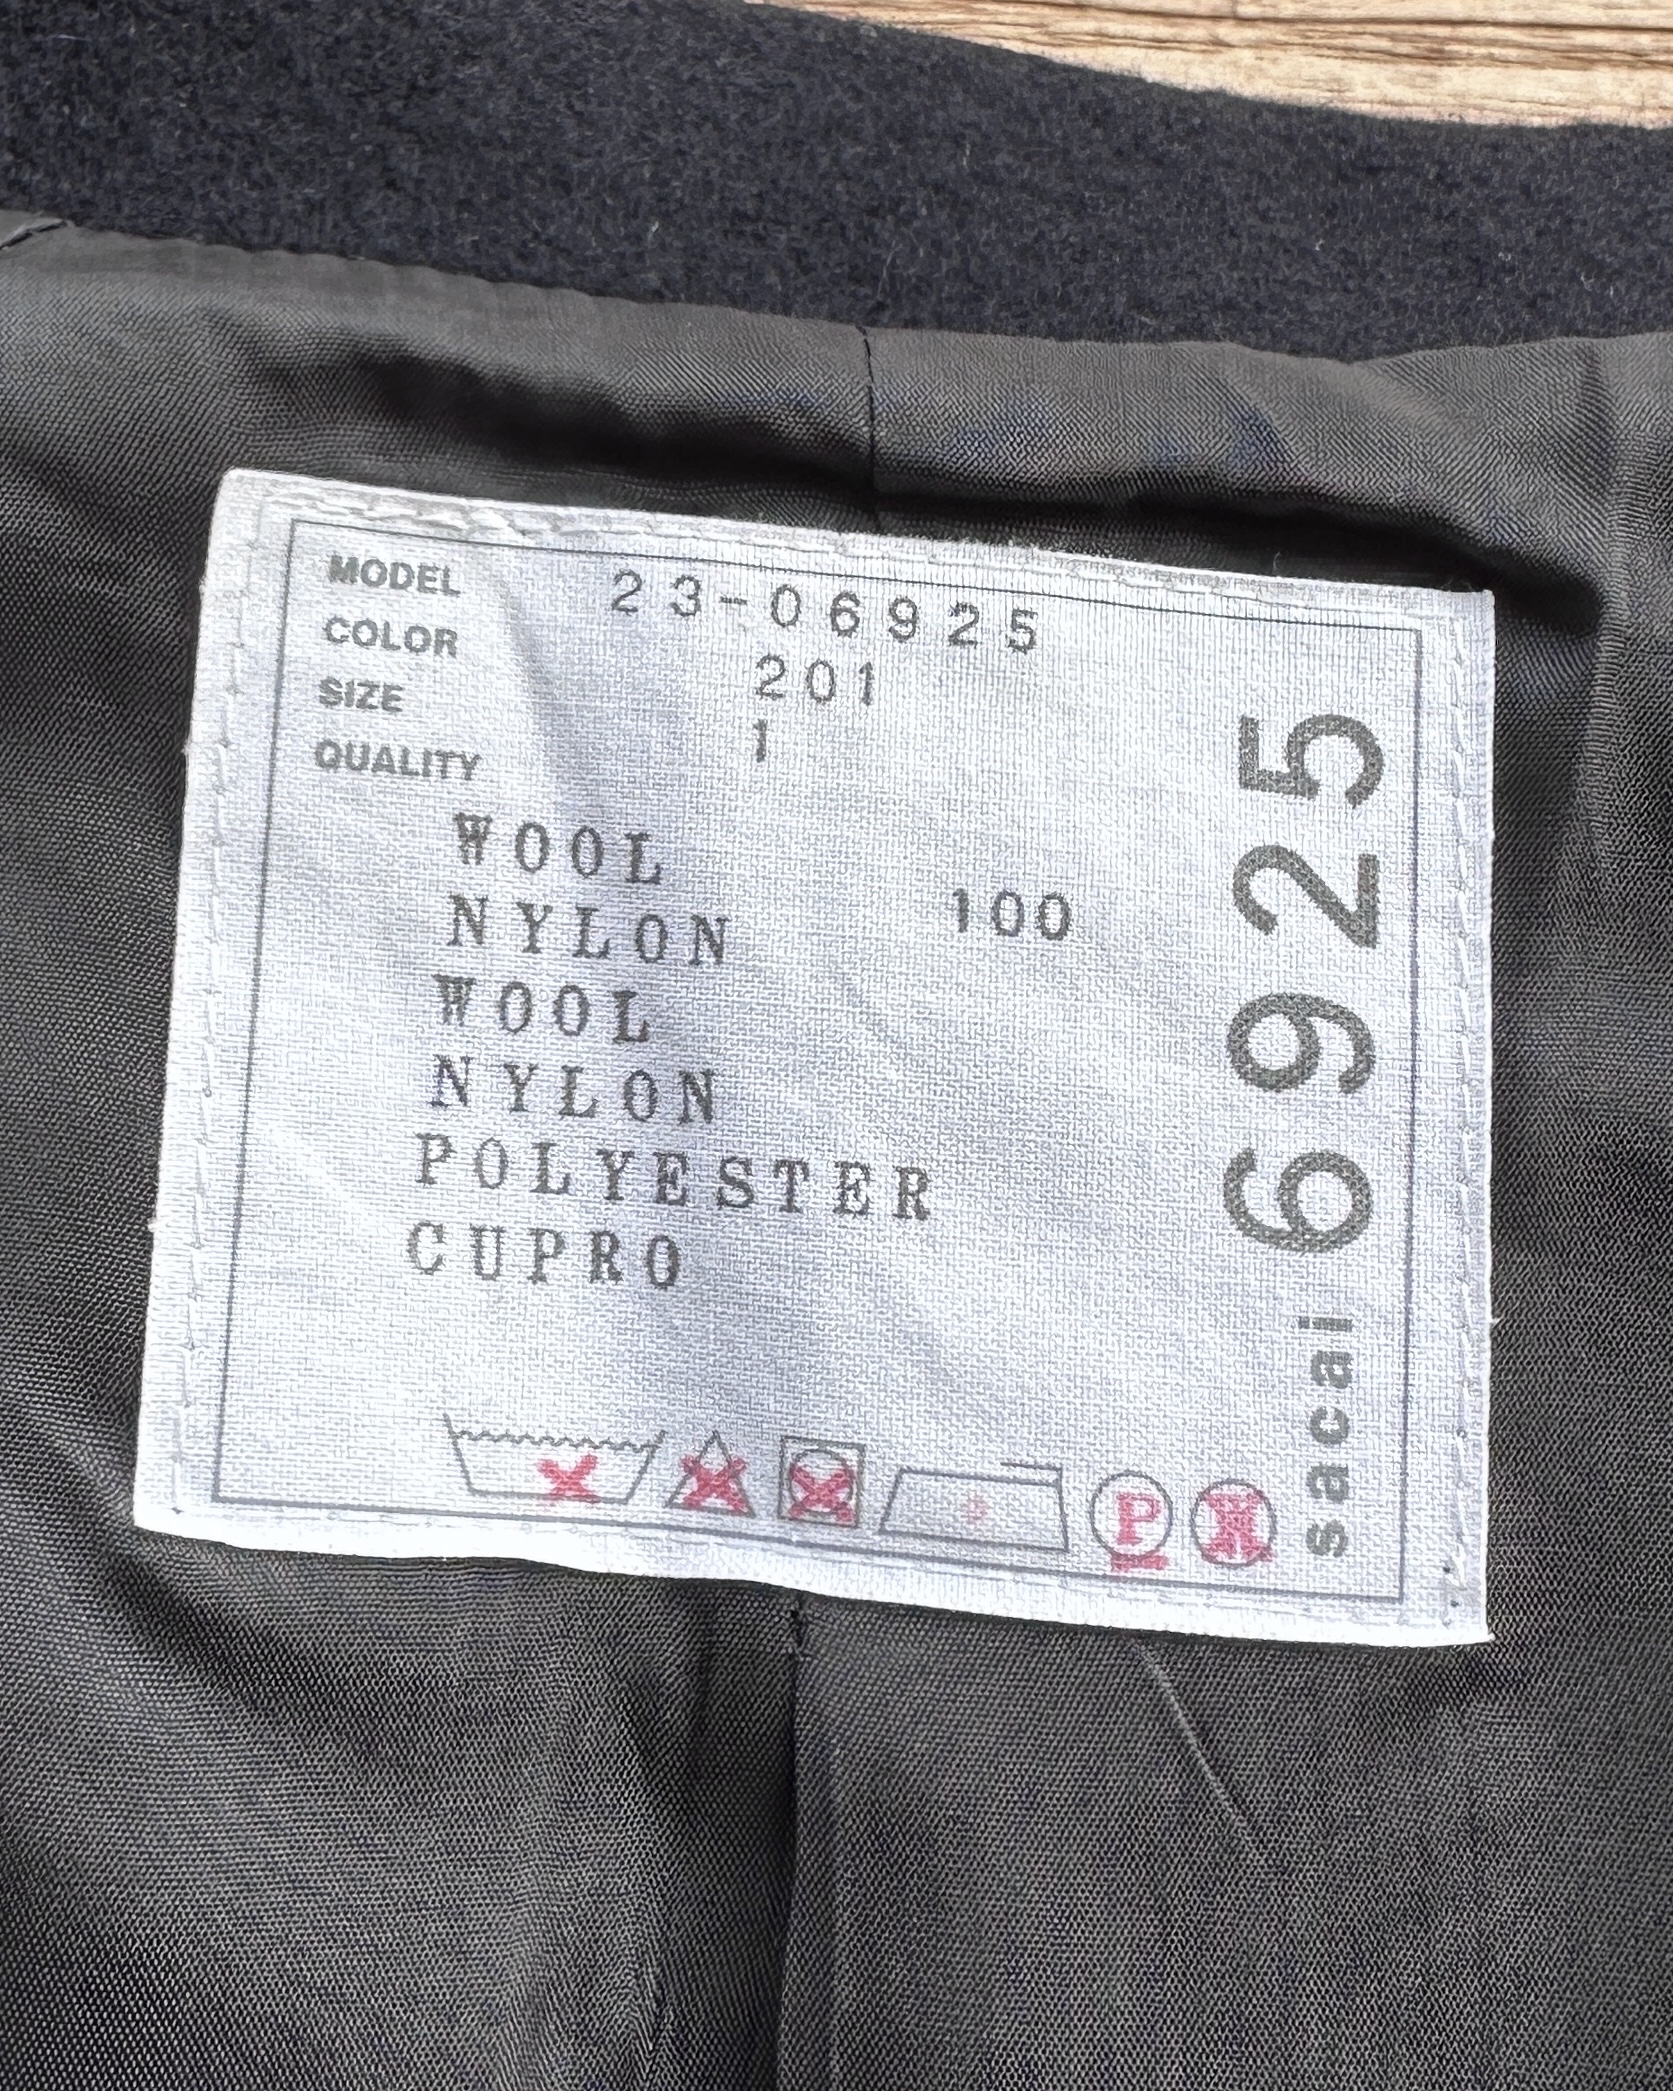 MODEL 23-06925
COLOR 201
SIZE 1
QUALITY
WOOL
NYLON 100
WOOL
NYLON
POLYESTER
CUPRO
P
sacai 6925